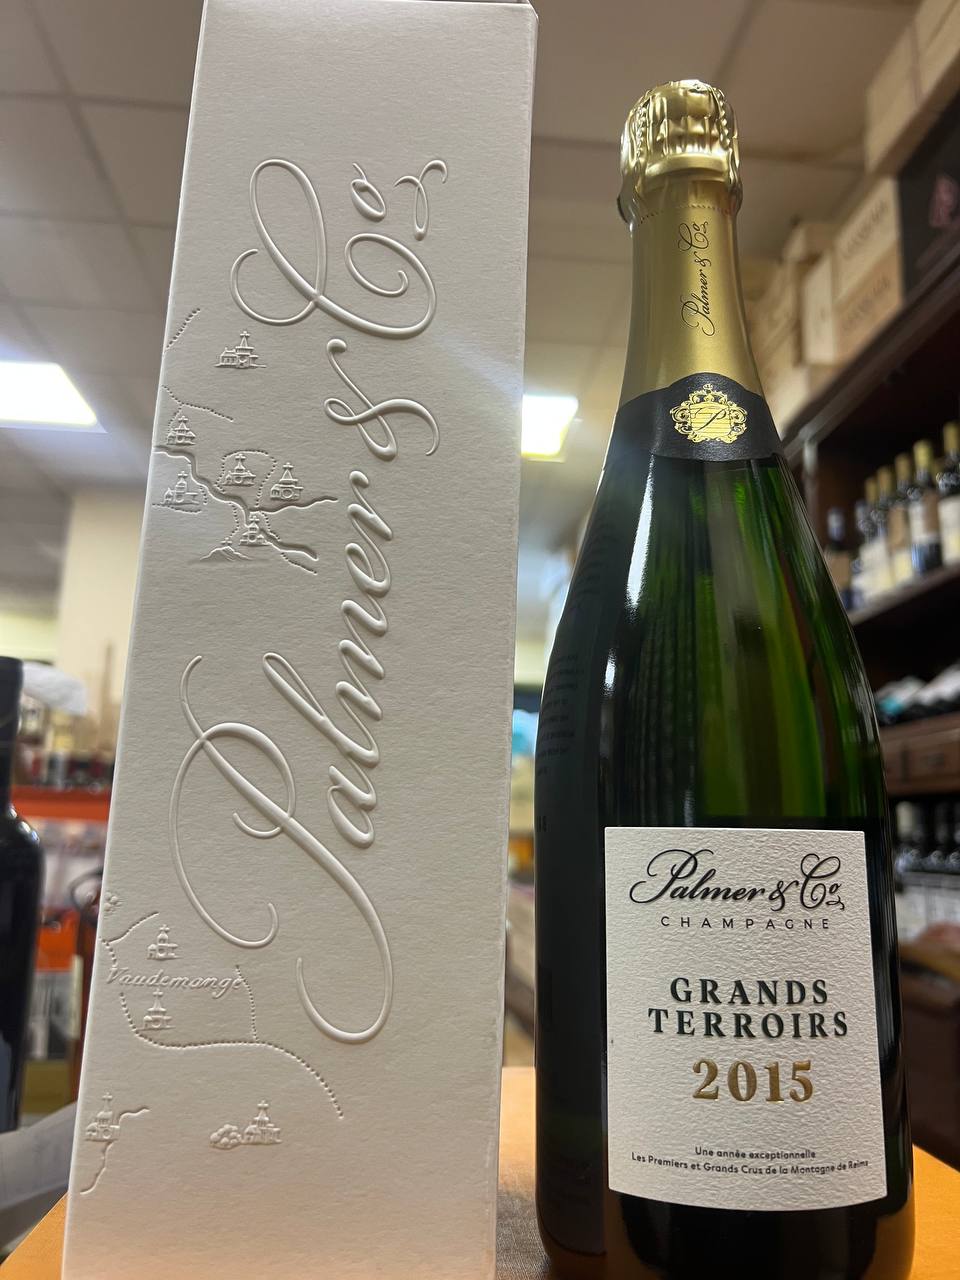 Palmer & Co
Vaudemange
Palmer & Co
P
Palmer & Co
CHAMPAGNE
GRANDS
TERROIRS
2015
Une année exceptionnelle
Les Premiers et Grands Crus de la Montagne de Reims